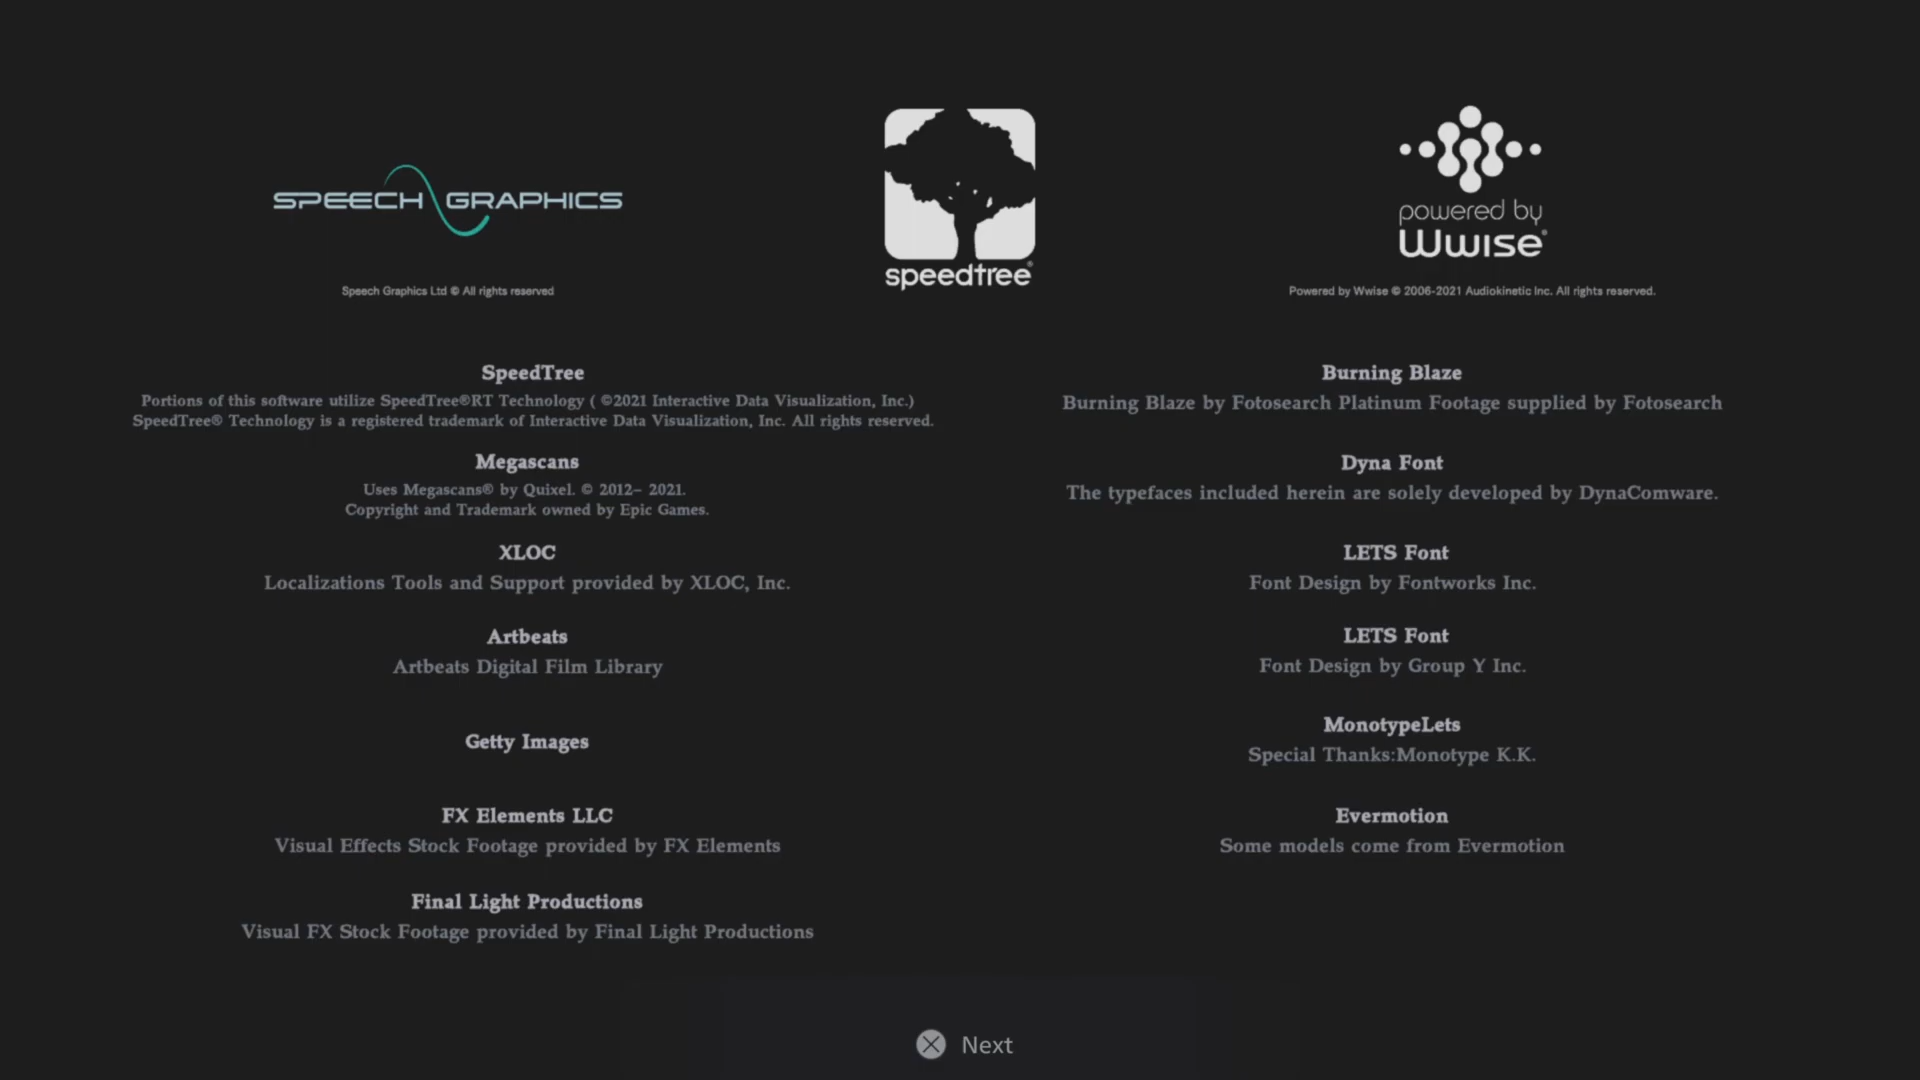 SPEECH GRAPHICS
Speech Graphics Ltd © All rights reserved
speedtree®
powered by
Wwise®
Powered by Wwise © 2006-2021 Audiokinetic Inc. All rights reserved.
SpeedTree
Portions of this software utilize SpeedTree®RT Technology ( ©2021 Interactive Data Visualization, Inc.)
SpeedTree® Technology is a registered trademark of Interactive Data Visualization, Inc. All rights reserved.
Megascans
Uses Megascans® by Quixel. © 2012– 2021.
Copyright and Trademark owned by Epic Games.
XLOC
Localizations Tools and Support provided by XLOC, Inc.
Artbeats
Artbeats Digital Film Library
Getty Images
FX Elements LLC
Visual Effects Stock Footage provided by FX Elements
Final Light Productions
Visual FX Stock Footage provided by Final Light Productions
Burning Blaze
Burning Blaze by Fotosearch Platinum Footage supplied by Fotosearch
Dyna Font
The typefaces included herein are solely developed by DynaComware.
LETS Font
Font Design by Fontworks Inc.
LETS Font
Font Design by Group Y Inc.
MonotypeLets
Special Thanks:Monotype K.K.
Evermotion
Some models come from Evermotion
Next